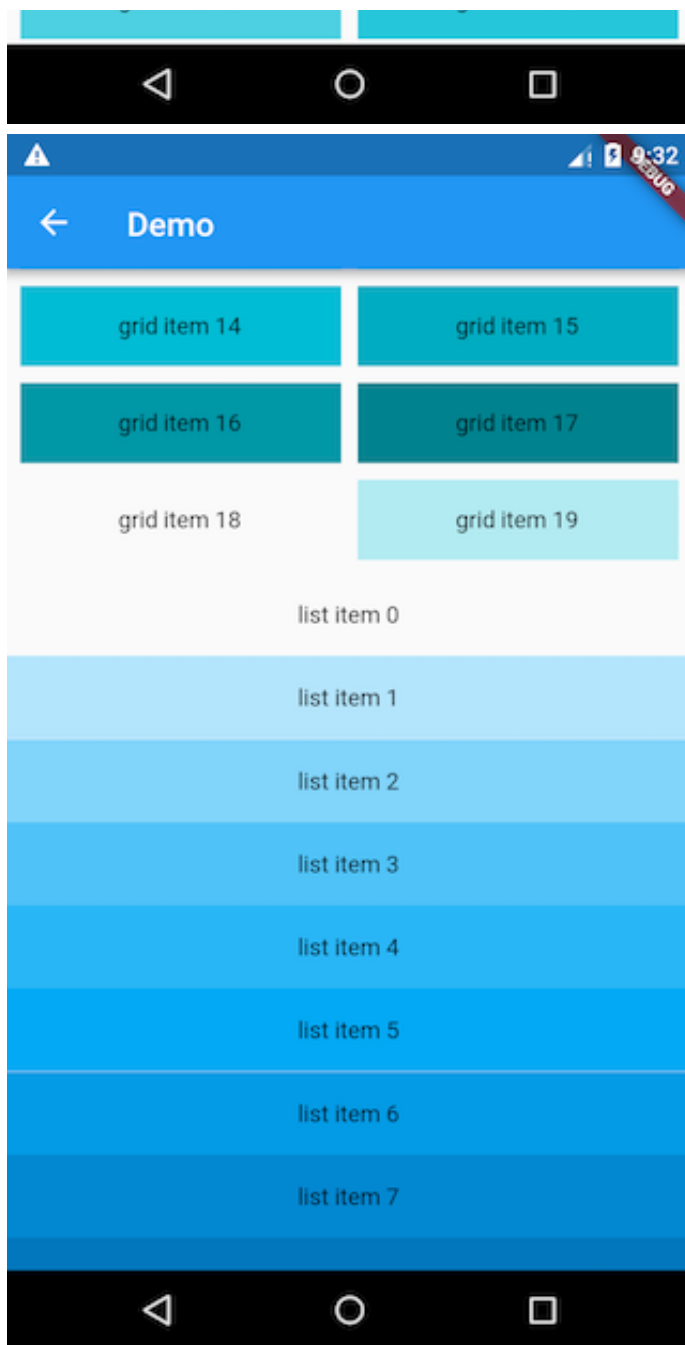 9:32
DEBUG
Demo
grid item 14 grid item 15
grid item 16 grid item 17
grid item 18 grid item 19
list item 0
list item 1
list item 2
list item 3
list item 4
list item 5
list item 6
list item 7